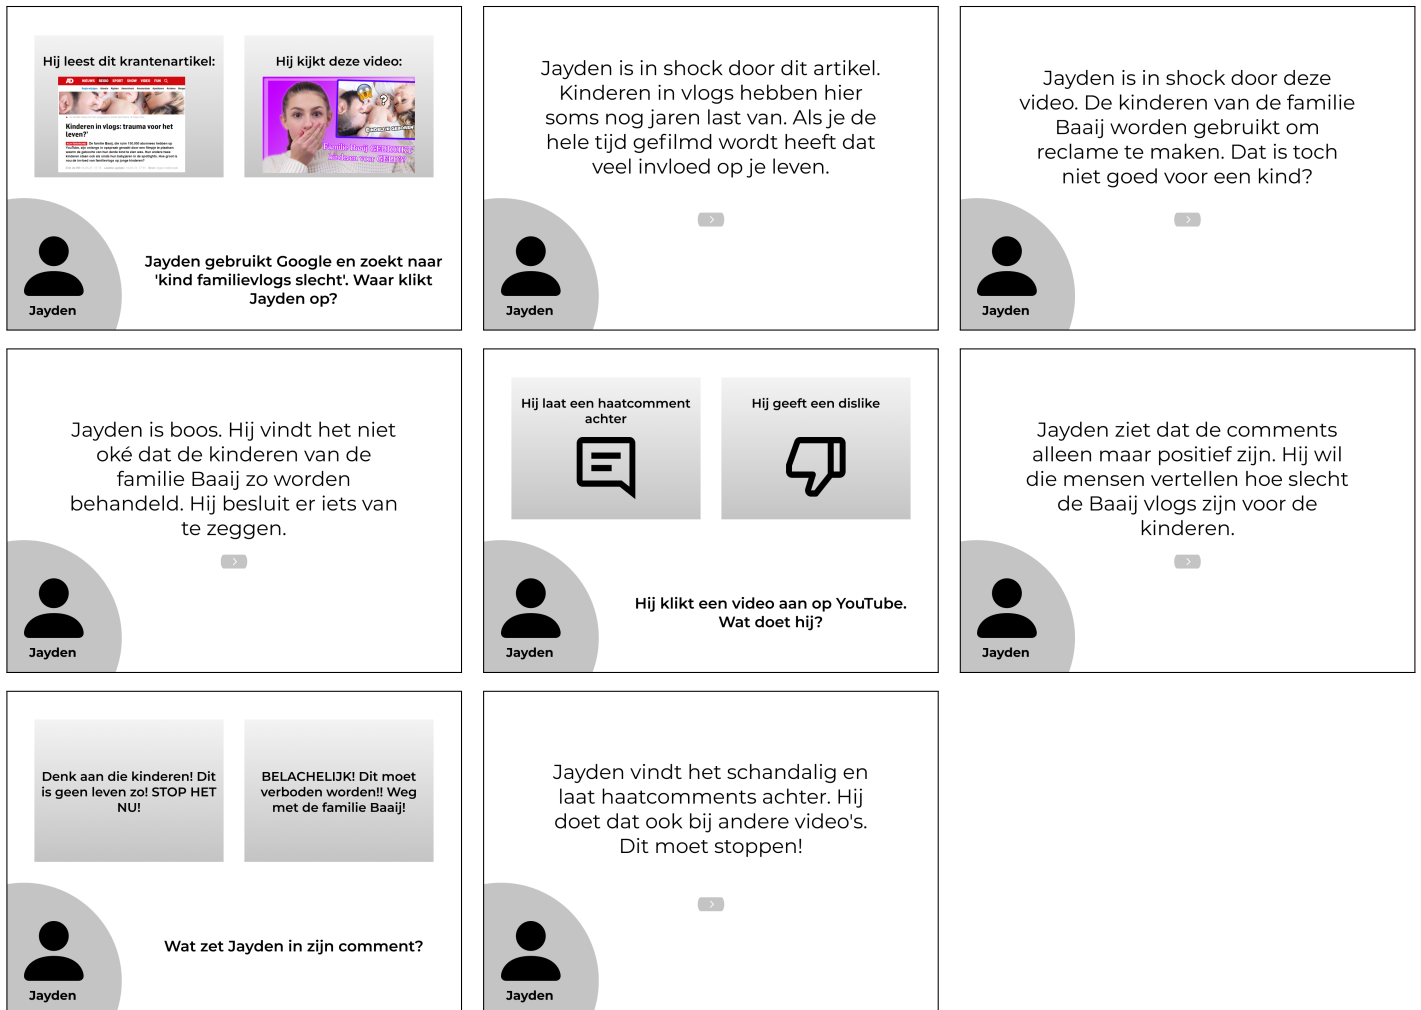 Hij leest dit krantenartikel:
Kinderen in vlogs: trauma voor het
leven?'
Hij kijkt deze video:
Familie Baaij GEBRUIKT
kinderen voor GELD?!
Jayden gebruikt Google en zoekt naar
'kind familievlogs slecht'. Waar klikt
Jayden op?
Jayden
Jayden is in shock door dit artikel.
Kinderen in vlogs hebben hier
soms nog jaren last van. Als je de
hele tijd gefilmd wordt heeft dat
veel invloed op je leven.
Jayden
Jayden is in shock door deze
video. De kinderen van de familie
Baaij worden gebruikt om
reclame te maken. Dat is toch
niet goed voor een kind?
Jayden
Jayden is boos. Hij vindt het niet
oké dat de kinderen van de
familie Baaij zo worden
behandeld. Hij besluit er iets van
te zeggen.
Jayden
Hij laat een haatcomment
achter
Hij geeft een dislike
Hij klikt een video aan op YouTube.
Wat doet hij?
Jayden
Jayden ziet dat de comments
alleen maar positief zijn. Hij wil
die mensen vertellen hoe slecht
de Baaij vlogs zijn voor de
kinderen.
Jayden
Denk aan die kinderen! Dit
is geen leven zo! STOP HET
NU!
BELACHELIJK! Dit moet
verboden worden!! Weg
met de familie Baaij!
Wat zet Jayden in zijn comment?
Jayden
Jayden vindt het schandalig en
laat haatcomments achter. Hij
doet dat ook bij andere video's.
Dit moet stoppen!
Jayden